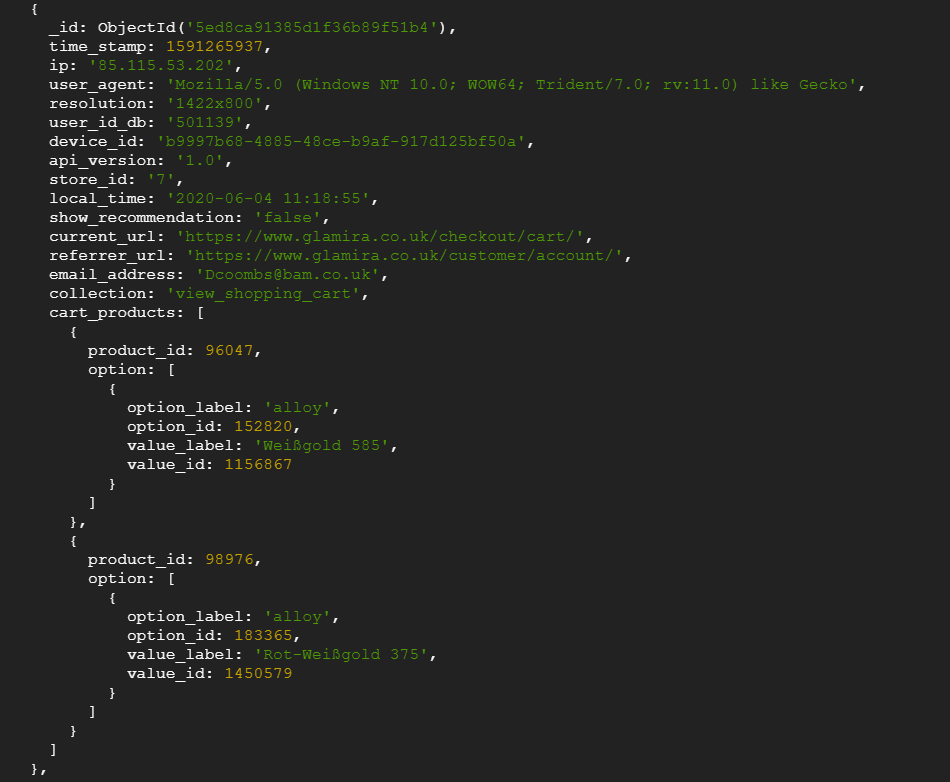 {
_id: ObjectId('5ed8ca91385d1f36b89f51b4'),
time_stamp: 1591265937,
ip: '85.115.53.202',
user_agent: 'Mozilla/5.0 (Windows NT 10.0; WOW64; Trident/7.0; rv:11.0) like Gecko',
resolution: '1422x800',
user_id_db: '501139',
device_id: 'b9997b68-4885-48ce-b9af-917d125bf50a',
api_version: '1.0',
store_id: '7',
local_time: '2020-06-04 11:18:55',
show_recommendation: 'false',
current_url: 'https://www.glamira.co.uk/checkout/cart/',
referrer_url: 'https://www.glamira.co.uk/customer/account/',
email_address: 'Dcoombs@bam.co.uk',
collection: 'view_shopping_cart',
cart_products: [
{
product_id: 96047,
option: [
{
option_label: 'alloy',
option_id: 152820,
value_label: 'Weißgold 585',
value_id: 1156867
}
]
},
{
product_id: 98976,
option: [
{
option_label: 'alloy',
option_id: 183365,
value_label: 'Rot-Weißgold 375',
value_id: 1450579
}
]
}
]
},